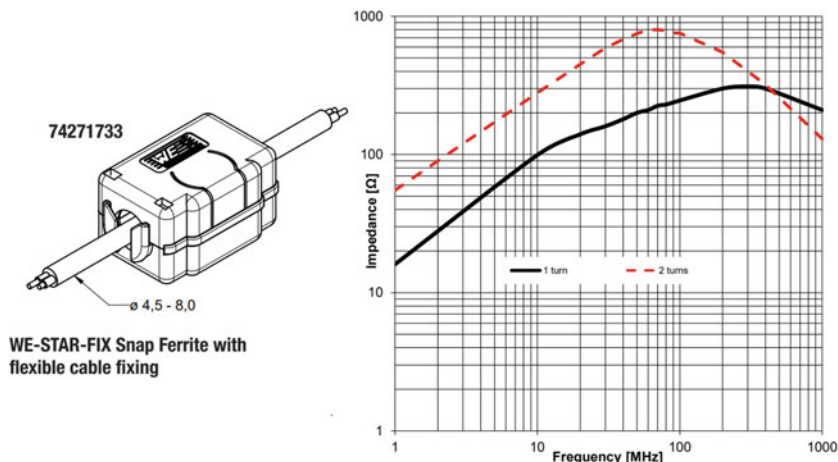 74271733
WE
ø 4,5 - 8,0
WE-STAR-FIX Snap Ferrite with
flexible cable fixing
1000
100
10
1
Impedance [Ω]
1 turn
2 turns
1
10
100
1000
Frequency [MHz]